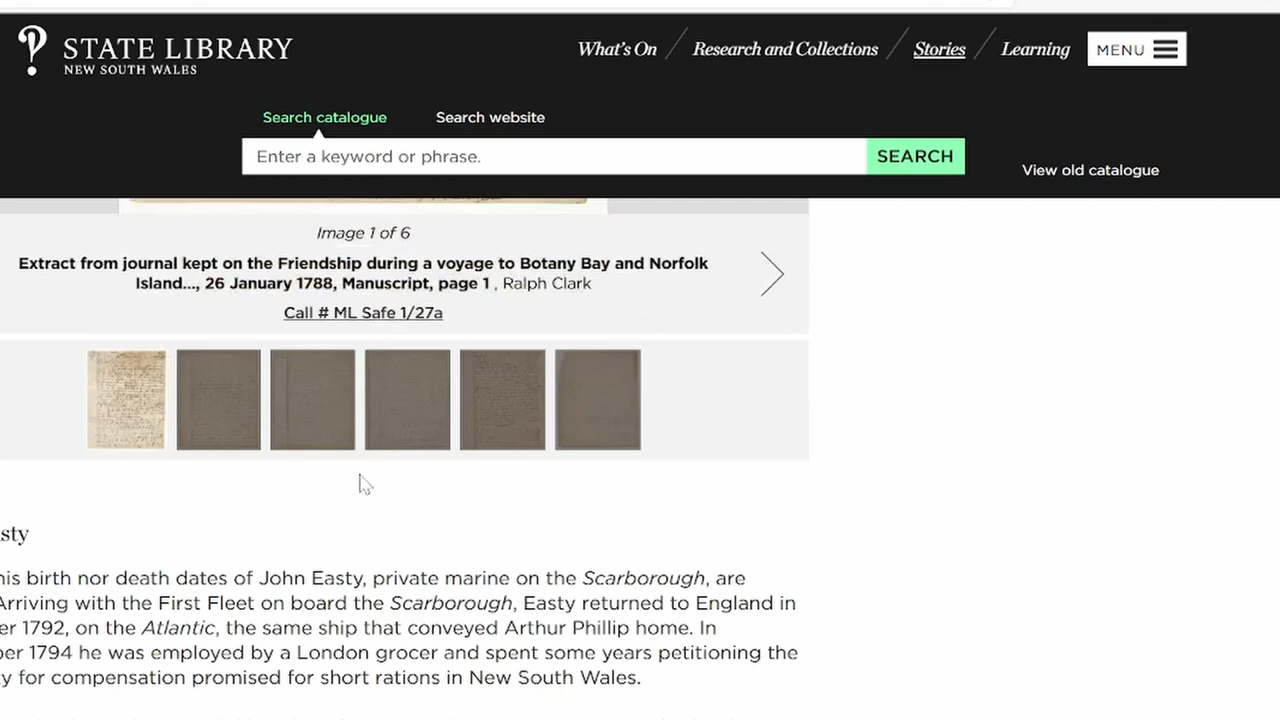 STATE LIBRARY
NEW SOUTH WALES
What's On / Research and Collections / Stories / Learning
MENU
Search catalogue Search website
Enter a keyword or phrase.
SEARCH
View old catalogue
Image 1 of 6
Extract from journal kept on the Friendship during a voyage to Botany Bay and Norfolk
Island..., 26 January 1788, Manuscript, page 1 , Ralph Clark
Call # ML Safe 1/27a
sty
his birth nor death dates of John Easty, private marine on the Scarborough, are
Arriving with the First Fleet on board the Scarborough, Easty returned to England in
er 1792, on the Atlantic, the same ship that conveyed Arthur Phillip home. In
ber 1794 he was employed by a London grocer and spent some years petitioning the
y for compensation promised for short rations in New South Wales.